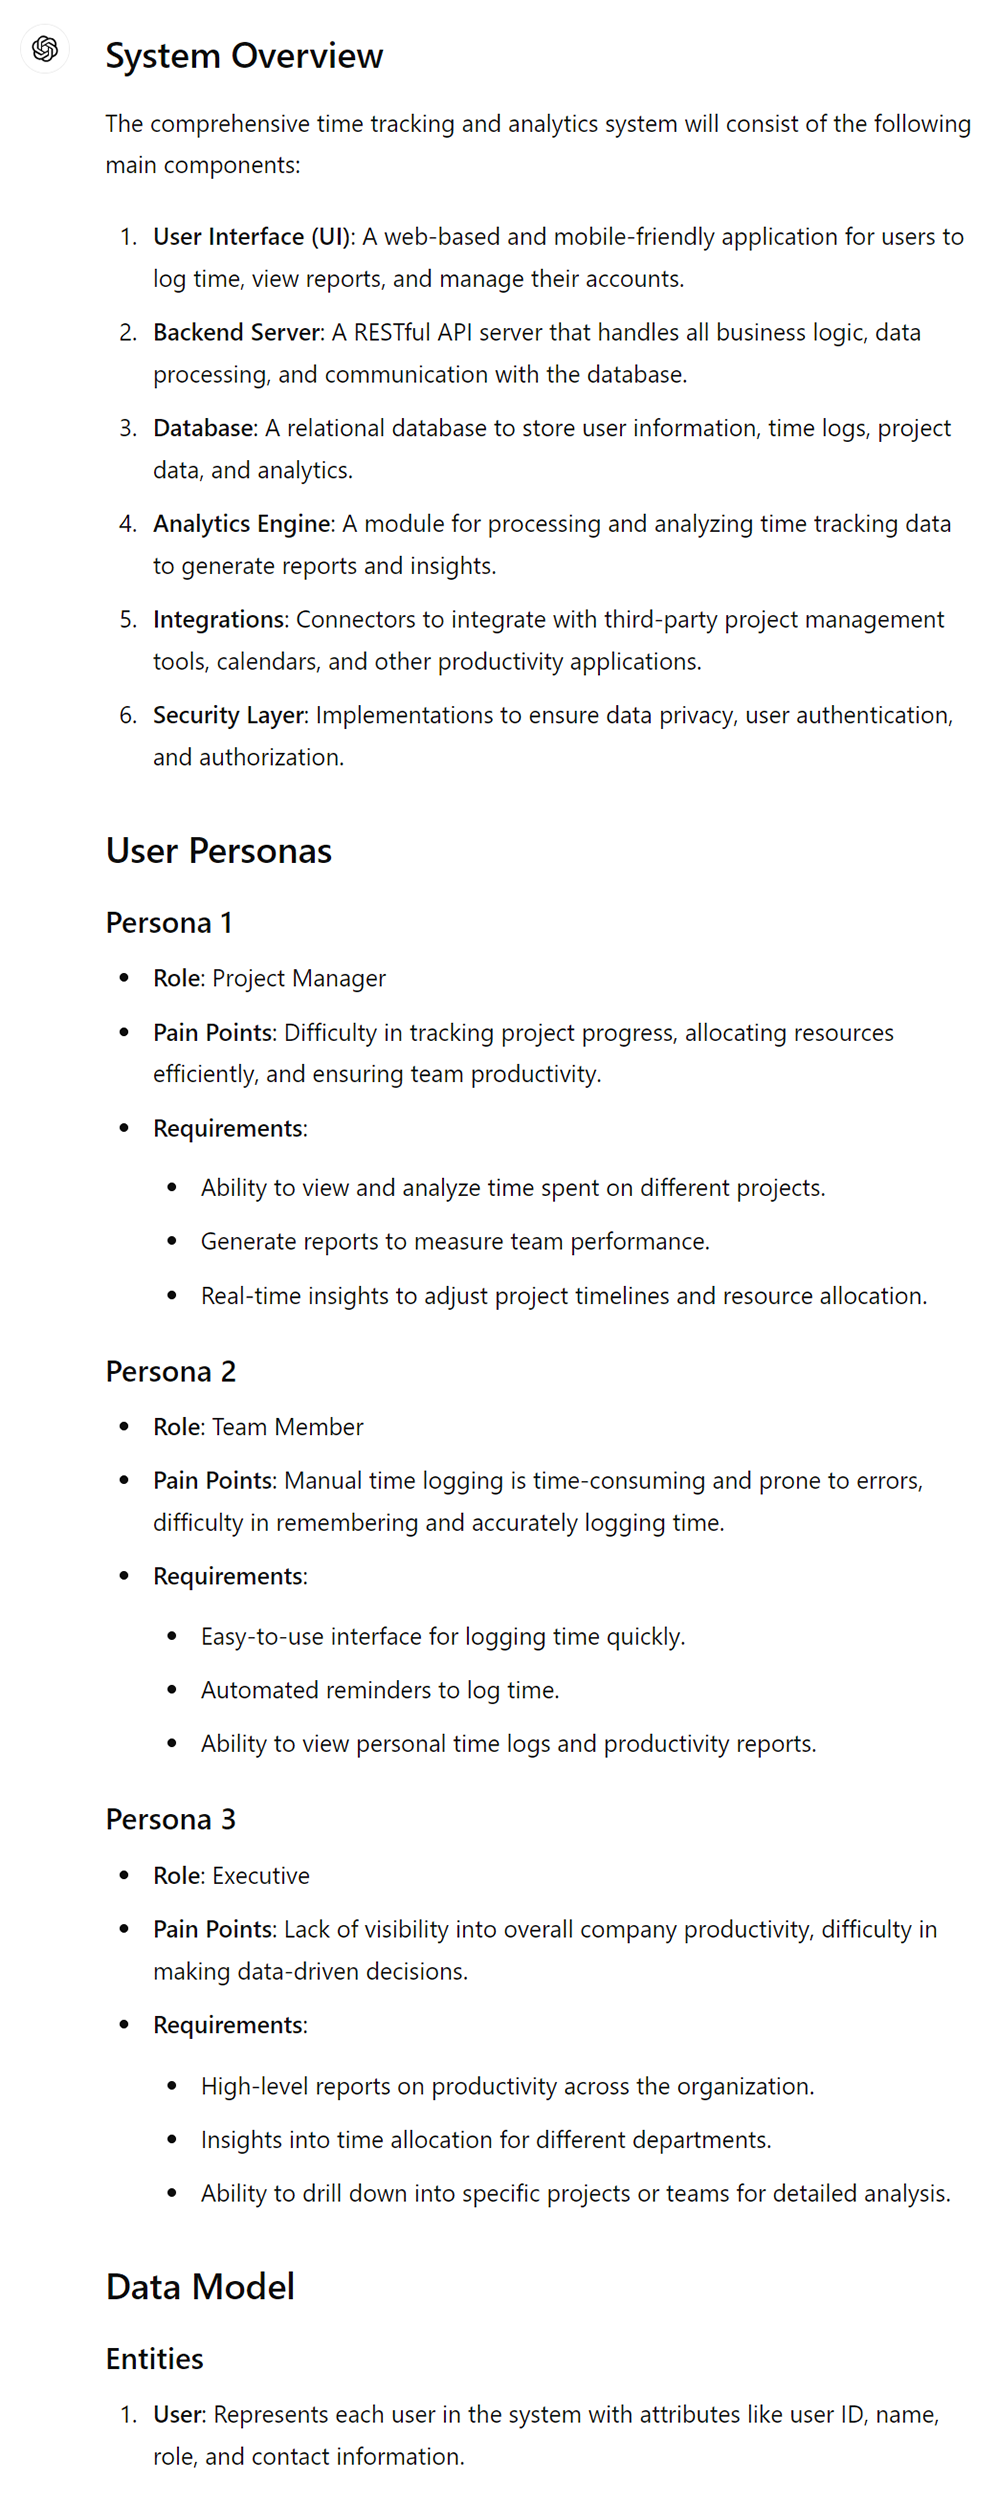 System Overview
The comprehensive time tracking and analytics system will consist of the following
main components:
1. User Interface (UI): A web-based and mobile-friendly application for users to
log time, view reports, and manage their accounts.
2. Backend Server: A RESTful API server that handles all business logic, data
processing, and communication with the database.
3. Database: A relational database to store user information, time logs, project
data, and analytics.
4. Analytics Engine: A module for processing and analyzing time tracking data
to generate reports and insights.
5. Integrations: Connectors to integrate with third-party project management
tools, calendars, and other productivity applications.
6. Security Layer: Implementations to ensure data privacy, user authentication,
and authorization.
User Personas
Persona 1
• Role: Project Manager
• Pain Points: Difficulty in tracking project progress, allocating resources
efficiently, and ensuring team productivity.
• Requirements:
• Ability to view and analyze time spent on different projects.
• Generate reports to measure team performance.
• Real-time insights to adjust project timelines and resource allocation.
Persona 2
• Role: Team Member
• Pain Points: Manual time logging is time-consuming and prone to errors,
difficulty in remembering and accurately logging time.
• Requirements:
• Easy-to-use interface for logging time quickly.
• Automated reminders to log time.
• Ability to view personal time logs and productivity reports.
Persona 3
• Role: Executive
• Pain Points: Lack of visibility into overall company productivity, difficulty in
making data-driven decisions.
• Requirements:
• High-level reports on productivity across the organization.
• Insights into time allocation for different departments.
• Ability to drill down into specific projects or teams for detailed analysis.
Data Model
Entities
1. User: Represents each user in the system with attributes like user ID, name,
role, and contact information.